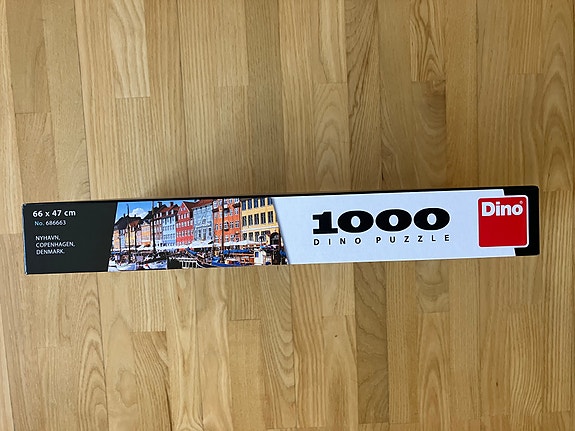 66 x 47 cm
No. 686663
NYHAVN,
COPENHAGEN,
DENMARK.
1000
DINO PUZZLE
Dino®